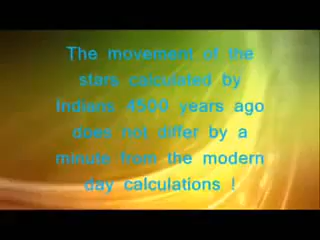 The movement of the
stars calculated by
Indians 4500 years ago
does not differ by a
minute from the modern
day calculations !